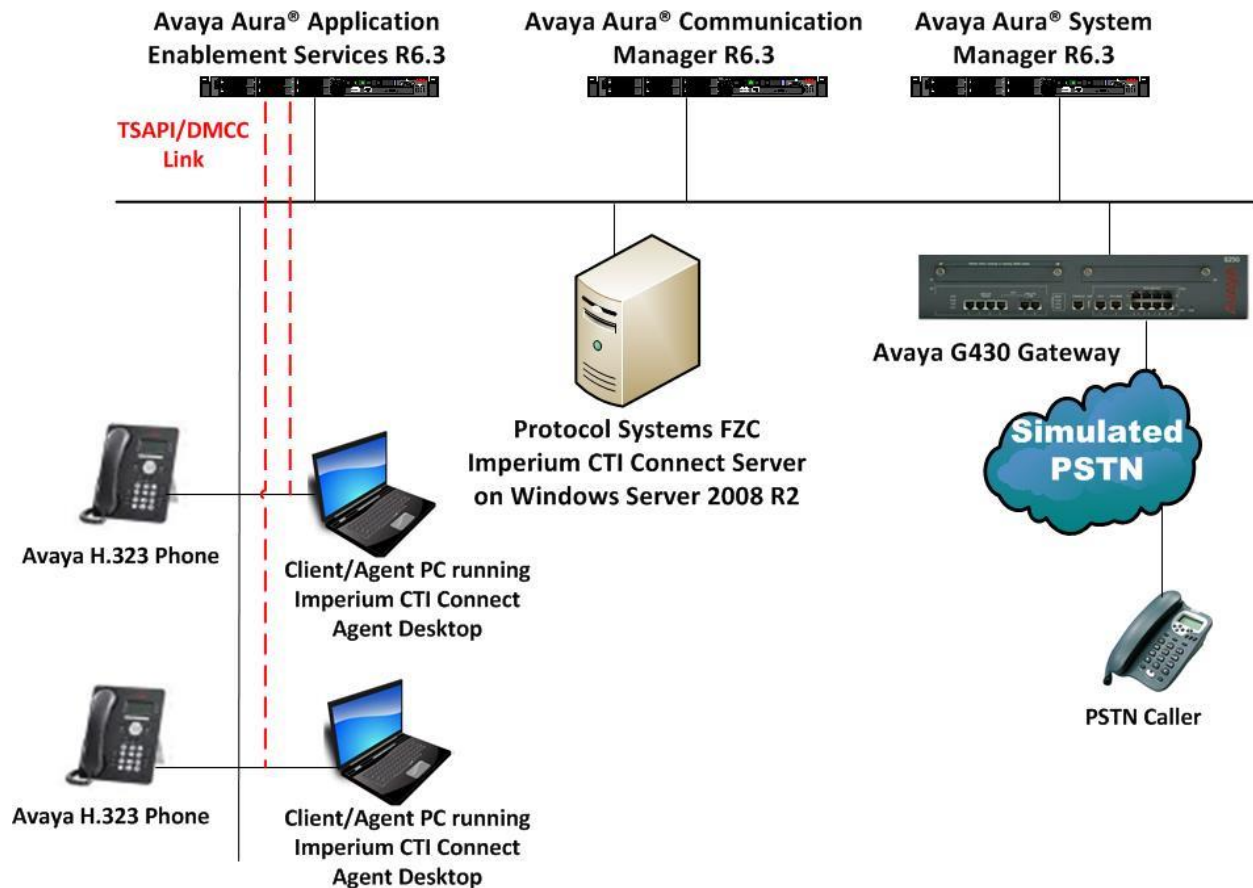 Avaya Aura® Application
Enablement Services R6.3
Avaya Aura® Communication
Manager R6.3
Avaya Aura® System
Manager R6.3
TSAPI/DMCC
Link
Avaya G430 Gateway
Protocol Systems FZC
Imperium CTI Connect Server
on Windows Server 2008 R2
Simulated
PSTN
Avaya H.323 Phone
Client/Agent PC running
Imperium CTI Connect
Agent Desktop
PSTN Caller
Avaya H.323 Phone
Client/Agent PC running
Imperium CTI Connect
Agent Desktop